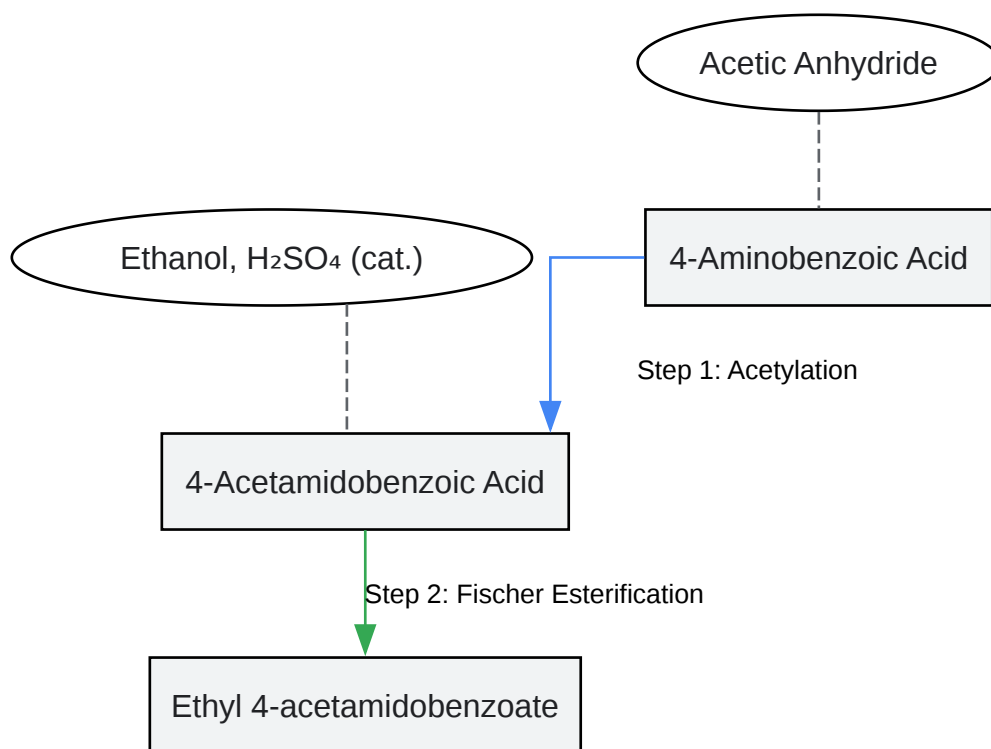 Acetic Anhydride
Ethanol, H₂SO₄ (cat.)
4-Aminobenzoic Acid
Step 1: Acetylation
4-Acetamidobenzoic Acid
Step 2: Fischer Esterification
Ethyl 4-acetamidobenzoate